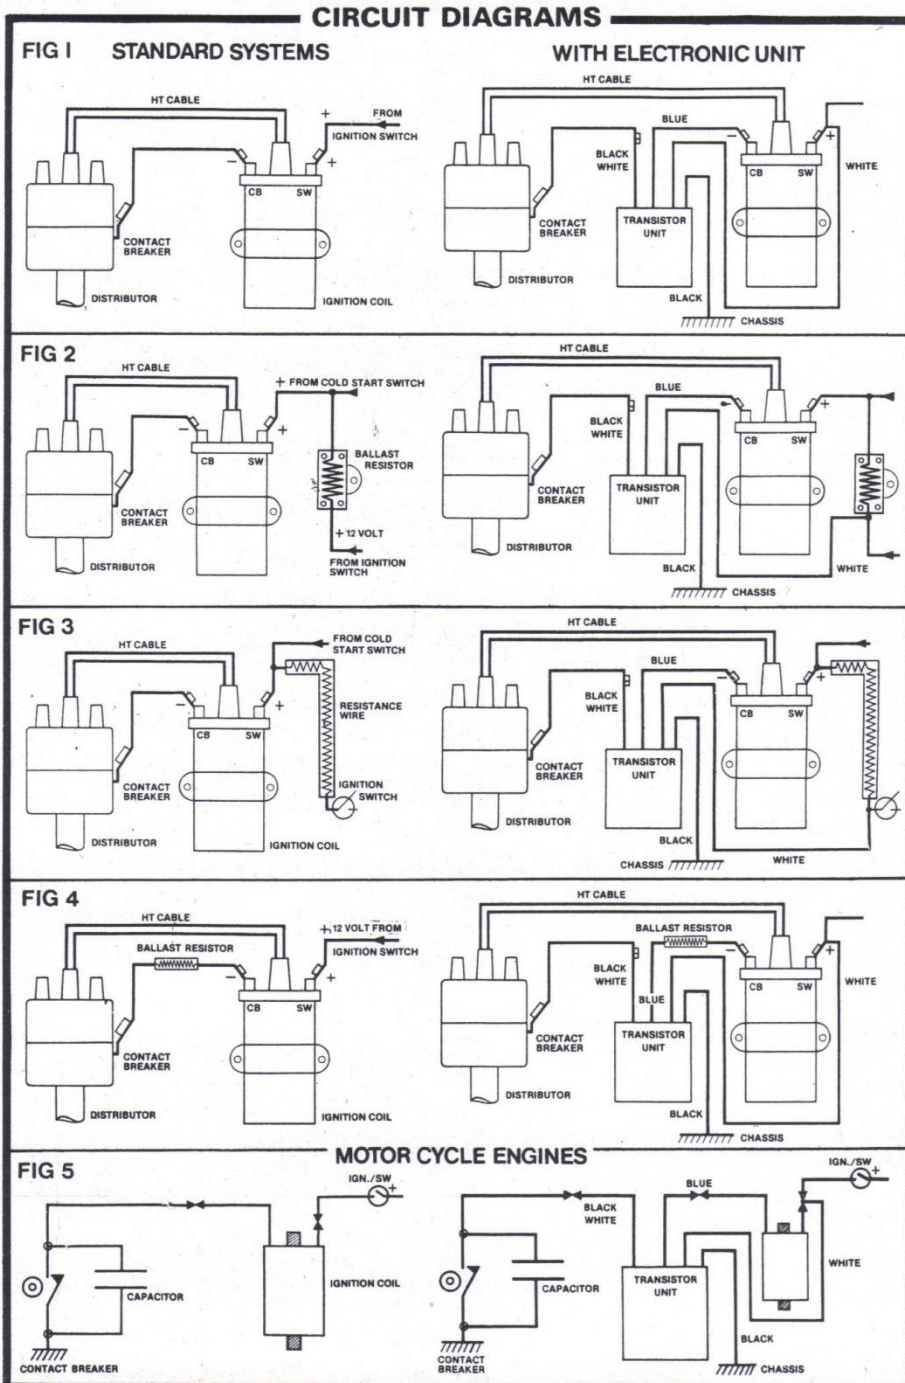 CIRCUIT DIAGRAMS
FIG I
STANDARD SYSTEMS
WITH ELECTRONIC UNIT
HT CABLE
+
FROM
IGNITION SWITCH
−
+
CB
SW
CONTACT
BREAKER
DISTRIBUTOR
IGNITION COIL
HT CABLE
BLUE
BLACK
WHITE
−
+
CB
SW
WHITE
CONTACT
BREAKER
TRANSISTOR
UNIT
DISTRIBUTOR
BLACK
CHASSIS
FIG 2
HT CABLE
+ FROM COLD START SWITCH
−
+
CB
SW
BALLAST
RESISTOR
CONTACT
BREAKER
+ 12 VOLT
DISTRIBUTOR
FROM IGNITION
SWITCH
HT CABLE
BLUE
BLACK
WHITE
+
CB
SW
CONTACT
BREAKER
TRANSISTOR
UNIT
DISTRIBUTOR
BLACK
WHITE
CHASSIS
FIG 3
HT CABLE
FROM COLD
START SWITCH
−
+
CB
SW
RESISTANCE
WIRE
CONTACT
BREAKER
IGNITION
SWITCH
DISTRIBUTOR
IGNITION COIL
HT CABLE
BLUE
BLACK
WHITE
−
+
CB
SW
CONTACT
BREAKER
TRANSISTOR
UNIT
DISTRIBUTOR
BLACK
CHASSIS
WHITE
FIG 4
HT CABLE
BALLAST RESISTOR
+ 12 VOLT FROM
IGNITION SWITCH
−
+
CB
SW
CONTACT
BREAKER
DISTRIBUTOR
IGNITION COIL
HT CABLE
BALLAST RESISTOR
BLACK
WHITE
BLUE
−
+
CB
SW
WHITE
CONTACT
BREAKER
TRANSISTOR
UNIT
DISTRIBUTOR
BLACK
CHASSIS
FIG 5
MOTOR CYCLE ENGINES
IGN./SW
+
CAPACITOR
IGNITION COIL
CONTACT BREAKER
BLACK
WHITE
BLUE
IGN./SW
+
CAPACITOR
TRANSISTOR
UNIT
WHITE
CONTACT
BREAKER
BLACK
CHASSIS